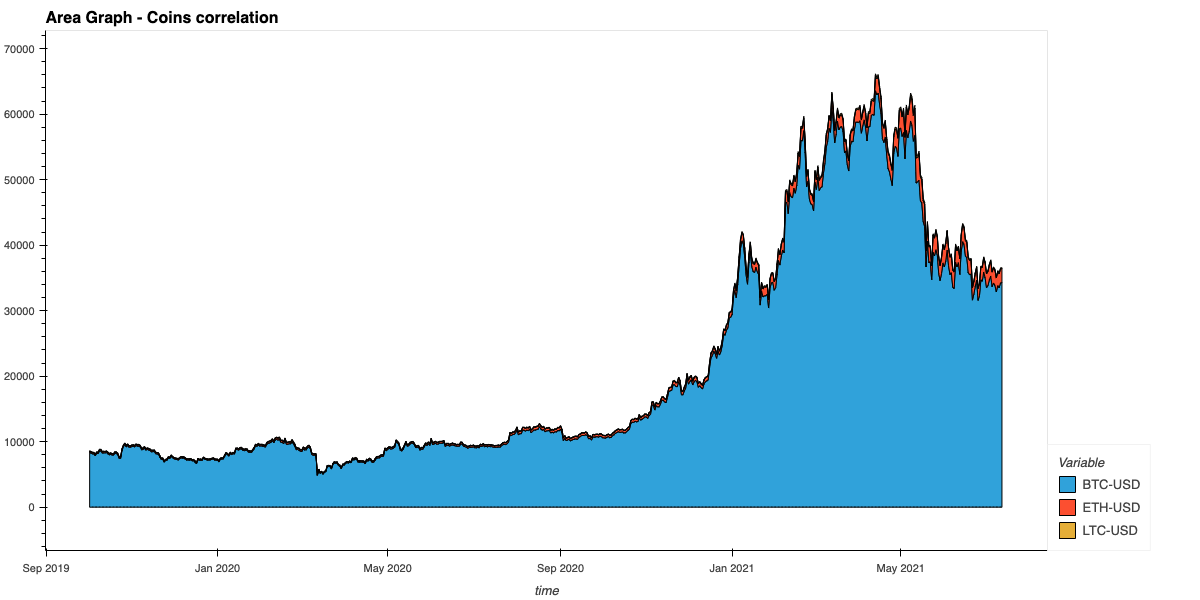 Area Graph - Coins correlation
70000
60000
50000
40000
30000
20000
10000
0
Sep 2019
Jan 2020
May 2020
Sep 2020
Jan 2021
May 2021
time
Variable
BTC-USD
ETH-USD
LTC-USD